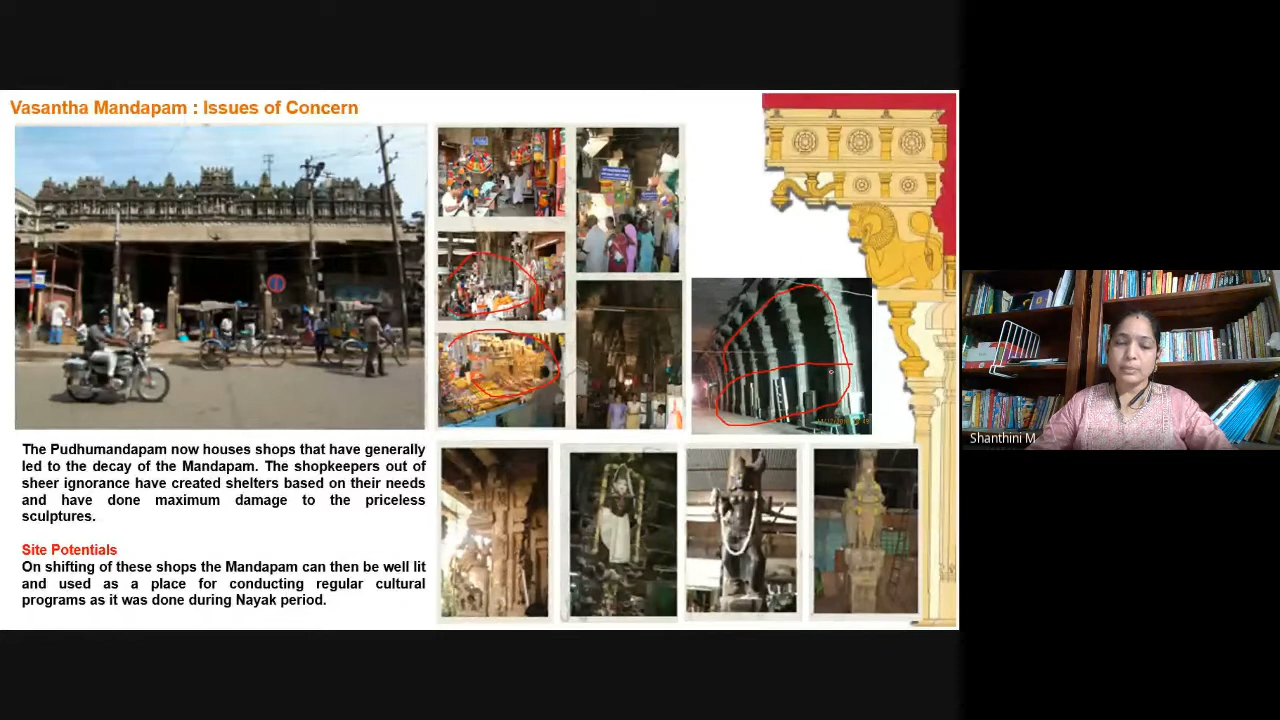 Vasantha Mandapam : Issues of Concern
The Pudhumandapam now houses shops that have generally
led to the decay of the Mandapam. The shopkeepers out of
sheer ignorance have created shelters based on their needs
and have done maximum damage to the priceless
sculptures.
Site Potentials
On shifting of these shops the Mandapam can then be well lit
and used as a place for conducting regular cultural
programs as it was done during Nayak period.
Shanthini M